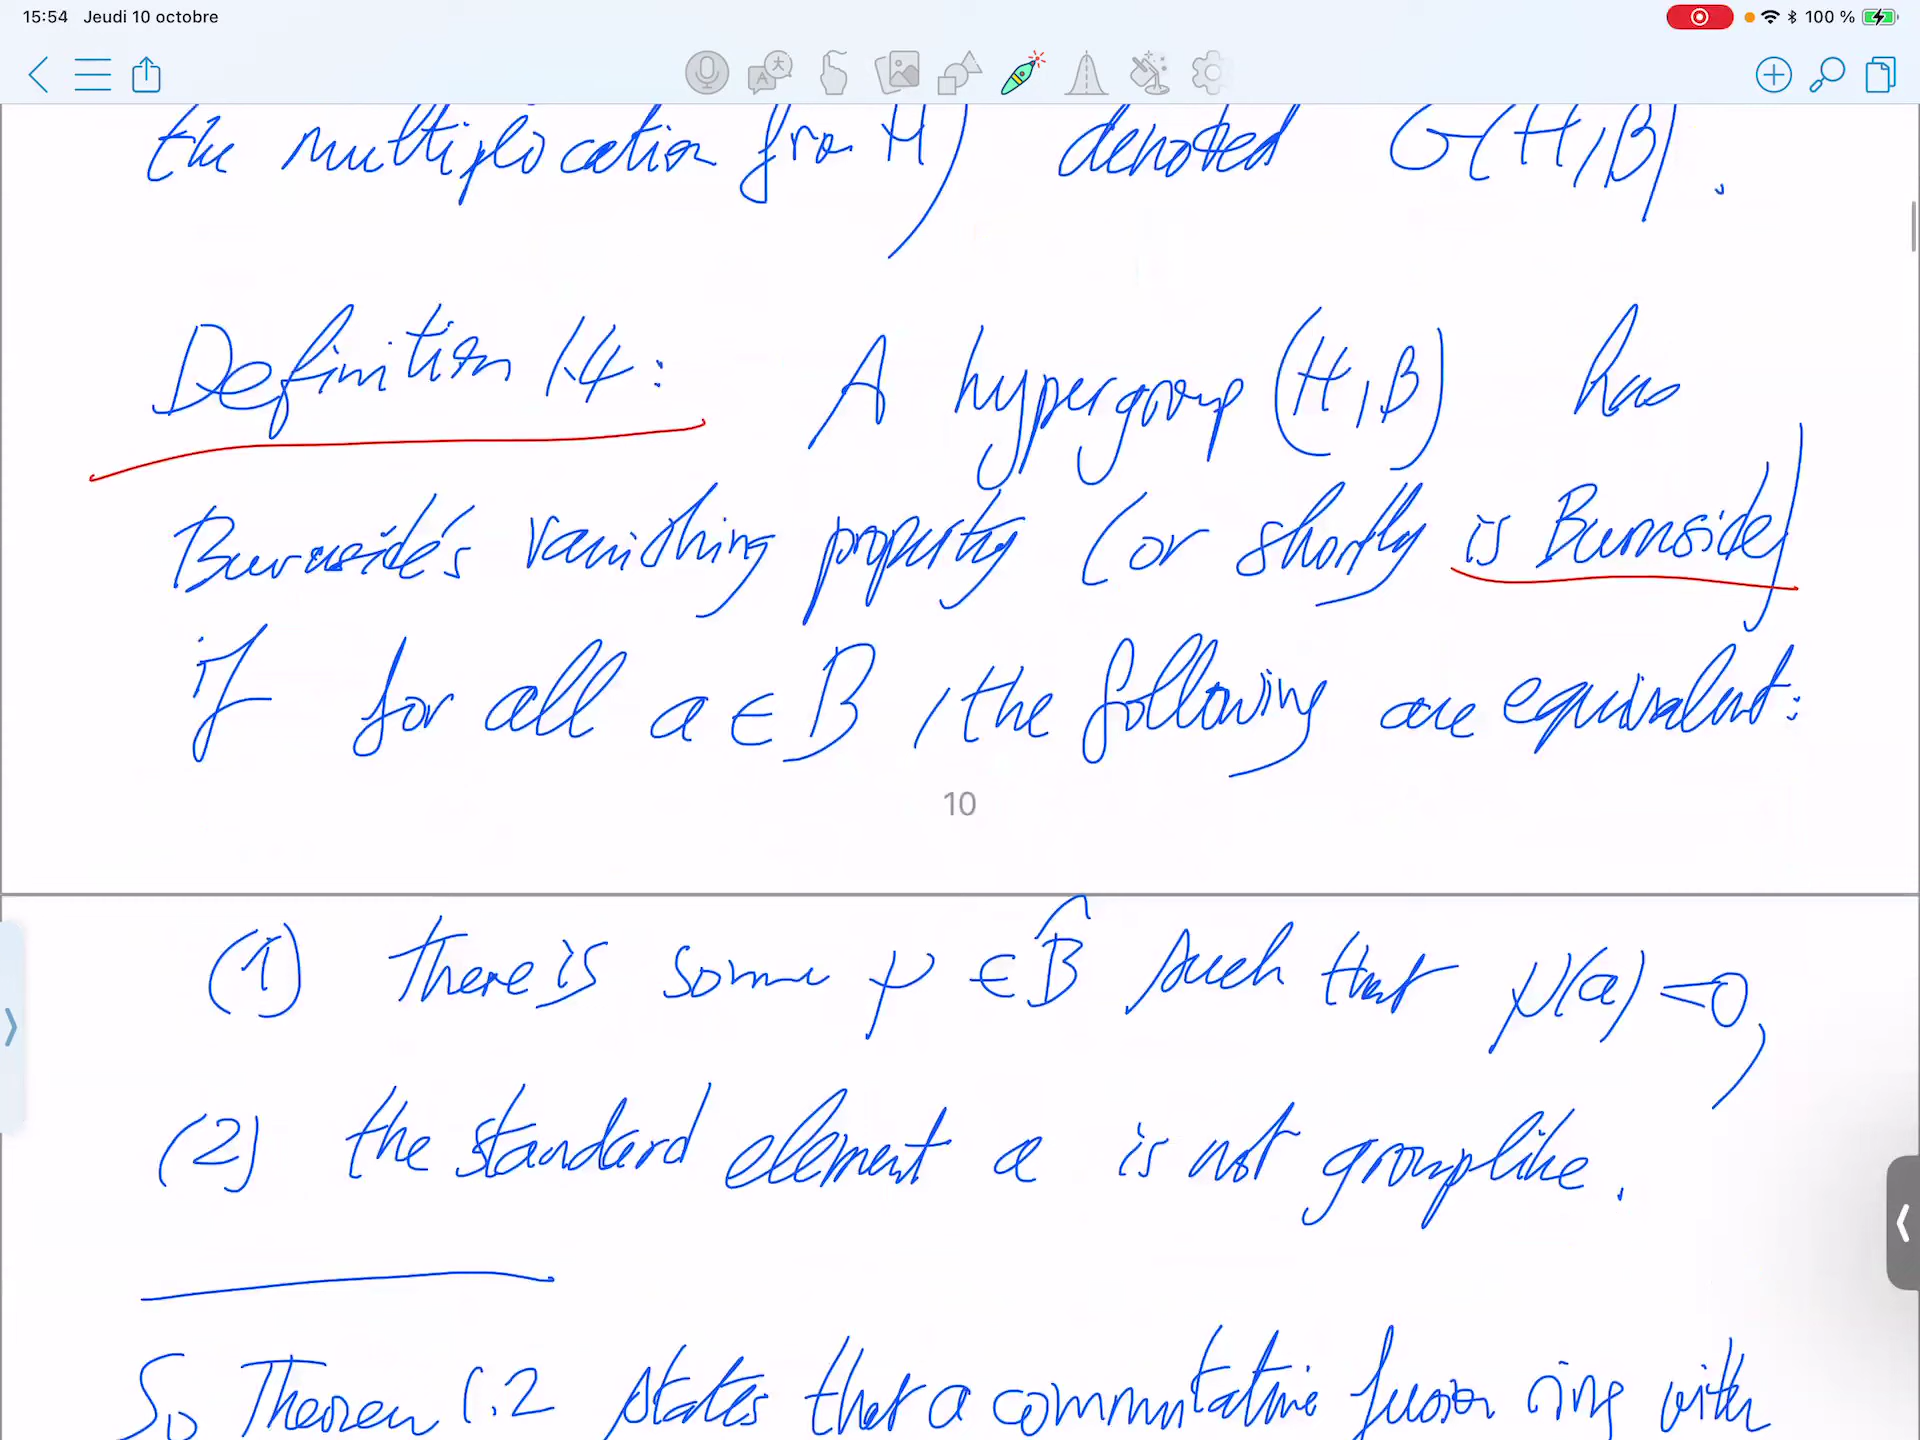 15:54 Jeudi 10 octobre 100 %
the multiplocation from H) denoted G(H,B).
Definition 1.4: A hypergroup (H,B) has
Burnside's vanishing property (or shortly is Burnside)
if for all a ∈ B, the following are equivalent:
10
(1) There is some μ ∈ B̂ such that μ(a) = 0,
(2) the standard element a is not grouplike.
So Theorem 1.2 states that a commutative fusion ring with